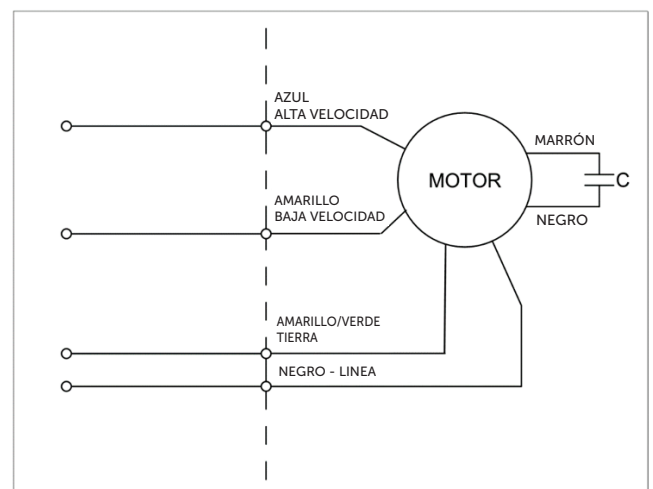 AZUL
ALTA VELOCIDAD
MARRÓN
MOTOR
C
AMARILLO
BAJA VELOCIDAD
NEGRO
AMARILLO/VERDE
TIERRA
NEGRO - LINEA